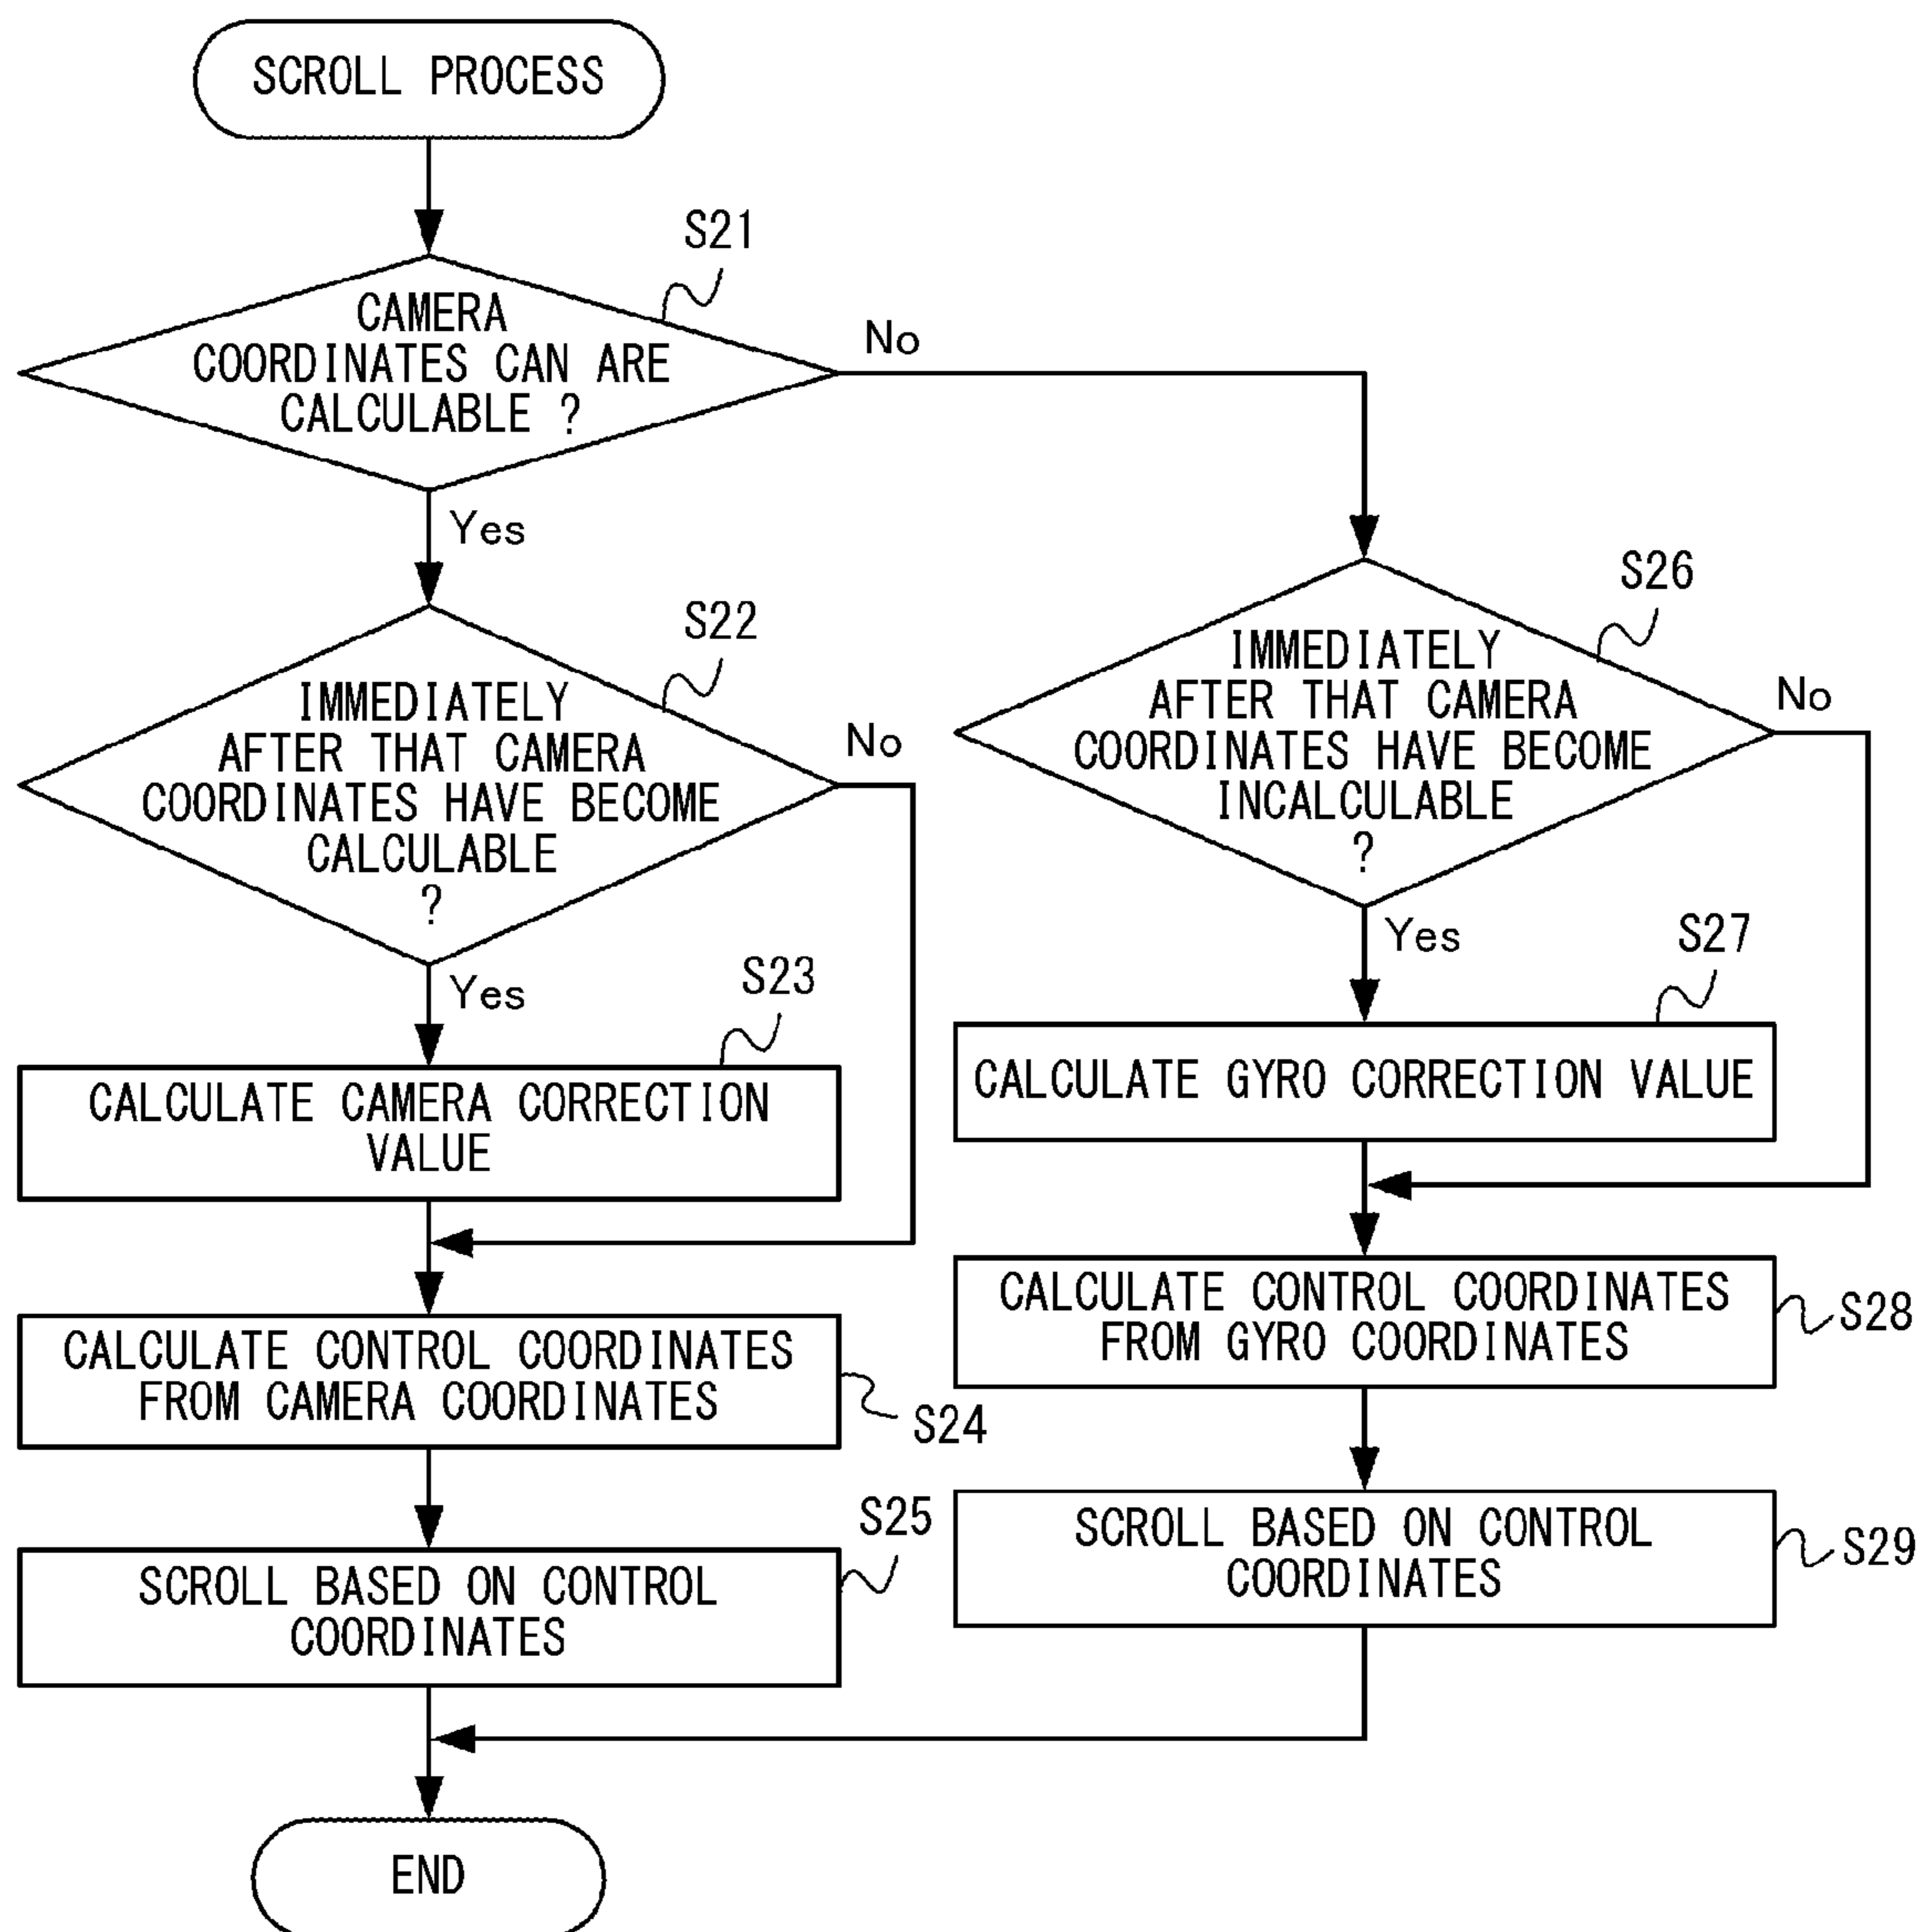 SCROLL PROCESS
S21
CAMERA
COORDINATES CAN ARE
CALCULABLE ?
No
Yes
S22
IMMEDIATELY
AFTER THAT CAMERA
COORDINATES HAVE BECOME
CALCULABLE
?
No
Yes
S23
CALCULATE CAMERA CORRECTION
VALUE
CALCULATE CONTROL COORDINATES
FROM CAMERA COORDINATES
S24
S25
SCROLL BASED ON CONTROL
COORDINATES
S26
IMMEDIATELY
AFTER THAT CAMERA
COORDINATES HAVE BECOME
INCALCULABLE
?
No
Yes
S27
CALCULATE GYRO CORRECTION VALUE
CALCULATE CONTROL COORDINATES
FROM GYRO COORDINATES
S28
SCROLL BASED ON CONTROL
COORDINATES
S29
END